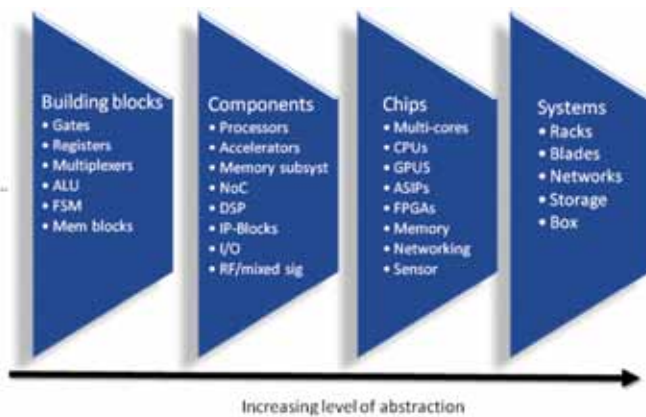 Building blocks
• Gates
• Registers
• Multiplexers
• ALU
• FSM
• Mem blocks
Components
• Processors
• Accelerators
• Memory subsyst
• NoC
• DSP
• IP-Blocks
• I/O
• RF/mixed sig
Chips
• Multi-cores
• CPUs
• GPUS
• ASIPs
• FPGAs
• Memory
• Networking
• Sensor
Systems
• Racks
• Blades
• Networks
• Storage
• Box
Increasing level of abstraction